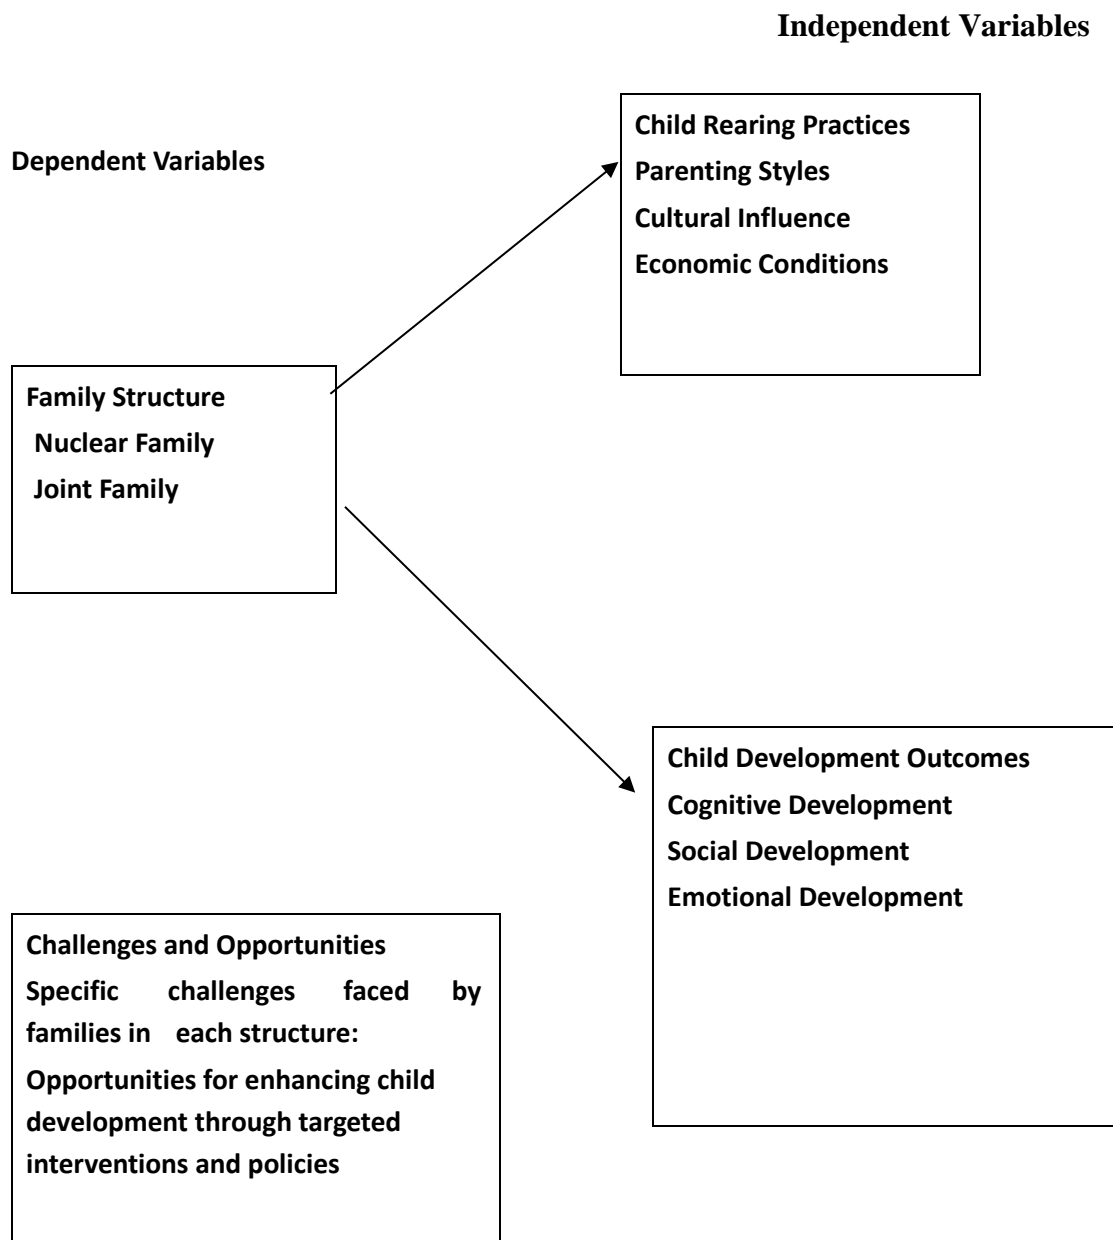 Independent Variables
Dependent Variables
Child Rearing Practices
Parenting Styles
Cultural Influence
Economic Conditions
Family Structure
Nuclear Family
Joint Family
Child Development Outcomes
Cognitive Development
Social Development
Emotional Development
Challenges and Opportunities
Specific challenges faced by
families in each structure:
Opportunities for enhancing child
development through targeted
interventions and policies